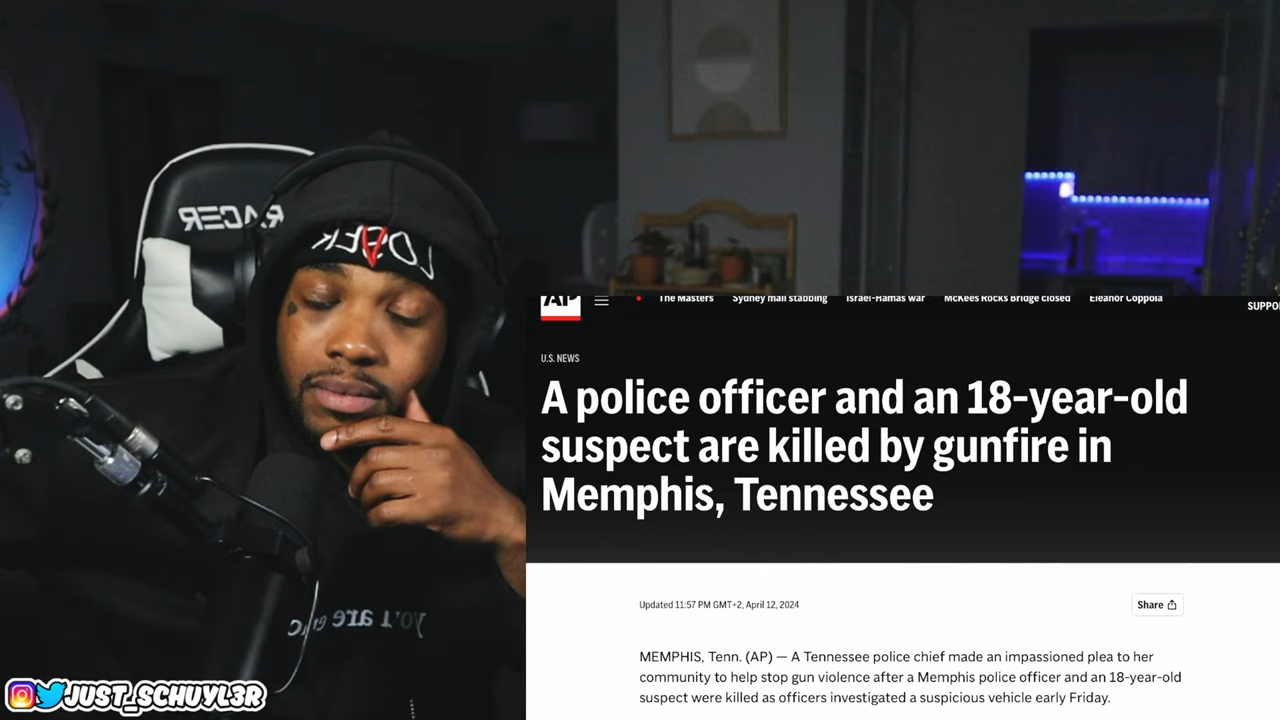 RACER
LOVER
AP
The Masters Sydney mall stabbing Israel-Hamas war McKees Rocks Bridge closed Eleanor Coppola
U.S. NEWS
A police officer and an 18-year-old
suspect are killed by gunfire in
Memphis, Tennessee
Updated 11:57 PM GMT+2, April 12, 2024
Share
MEMPHIS, Tenn. (AP) — A Tennessee police chief made an impassioned plea to her
community to help stop gun violence after a Memphis police officer and an 18-year-old
suspect were killed as officers investigated a suspicious vehicle early Friday.
you are
JUST_SCHUYL3R